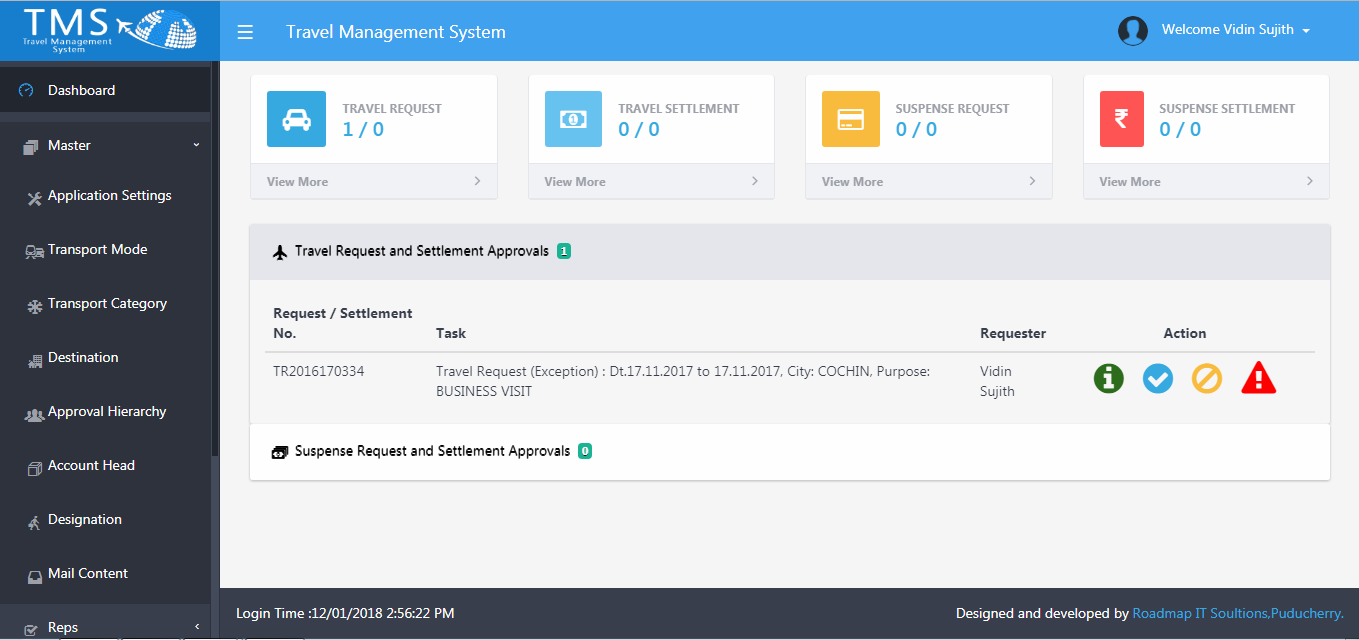 TMS
Travel Management
System
Travel Management System
Welcome Vidin Sujith
Dashboard
Master
Application Settings
Transport Mode
Transport Category
Destination
Approval Hierarchy
Account Head
Designation
Mail Content
Reps
TRAVEL REQUEST
1 / 0
View More
TRAVEL SETTLEMENT
0 / 0
View More
SUSPENSE REQUEST
0 / 0
View More
SUSPENSE SETTLEMENT
0 / 0
View More
Travel Request and Settlement Approvals 1
Request / Settlement
No. Task Requester Action
TR2016170334 Travel Request (Exception) : Dt.17.11.2017 to 17.11.2017, City: COCHIN, Purpose: Vidin
BUSINESS VISIT Sujith
Suspense Request and Settlement Approvals 0
Login Time :12/01/2018 2:56:22 PM
Designed and developed by Roadmap IT Soultions,Puducherry.